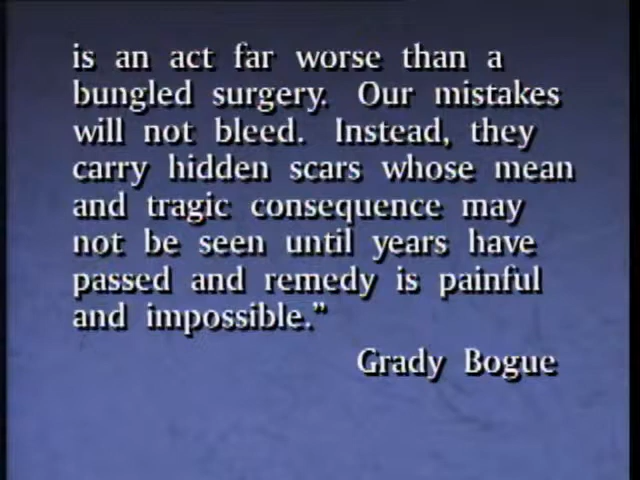 is an act far worse than a
bungled surgery. Our mistakes
will not bleed. Instead, they
carry hidden scars whose mean
and tragic consequence may
not be seen until years have
passed and remedy is painful
and impossible.”
Grady Bogue